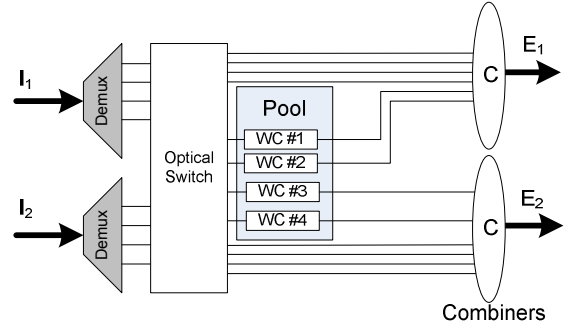 I1
Demux
Optical
Switch
Pool
WC #1
WC #2
WC #3
WC #4
C
E1
I2
Demux
C
E2
Combiners